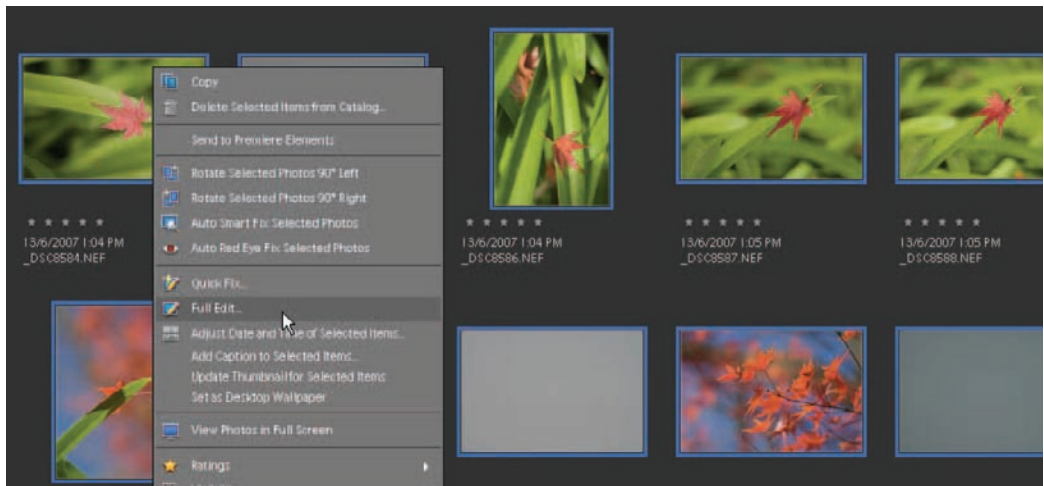 Copy
Delete Selected Items from Catalog...
Send to Premiere Elements
Rotate Selected Photos 90° Left
Rotate Selected Photos 90° Right
Auto Smart Fix Selected Photos
Auto Red Eye Fix Selected Photos
Quick Fix...
Full Edit...
Adjust Date and Time of Selected Items...
Add Caption to Selected Items...
Update Thumbnail for Selected Items
Set as Desktop Wallpaper
View Photos in Full Screen
Ratings
13/6/2007 1:04 PM
_DSC8584.NEF
13/6/2007 1:04 PM
_DSC8586.NEF
13/6/2007 1:05 PM
_DSC8587.NEF
13/6/2007 1:05 PM
_DSC8588.NEF